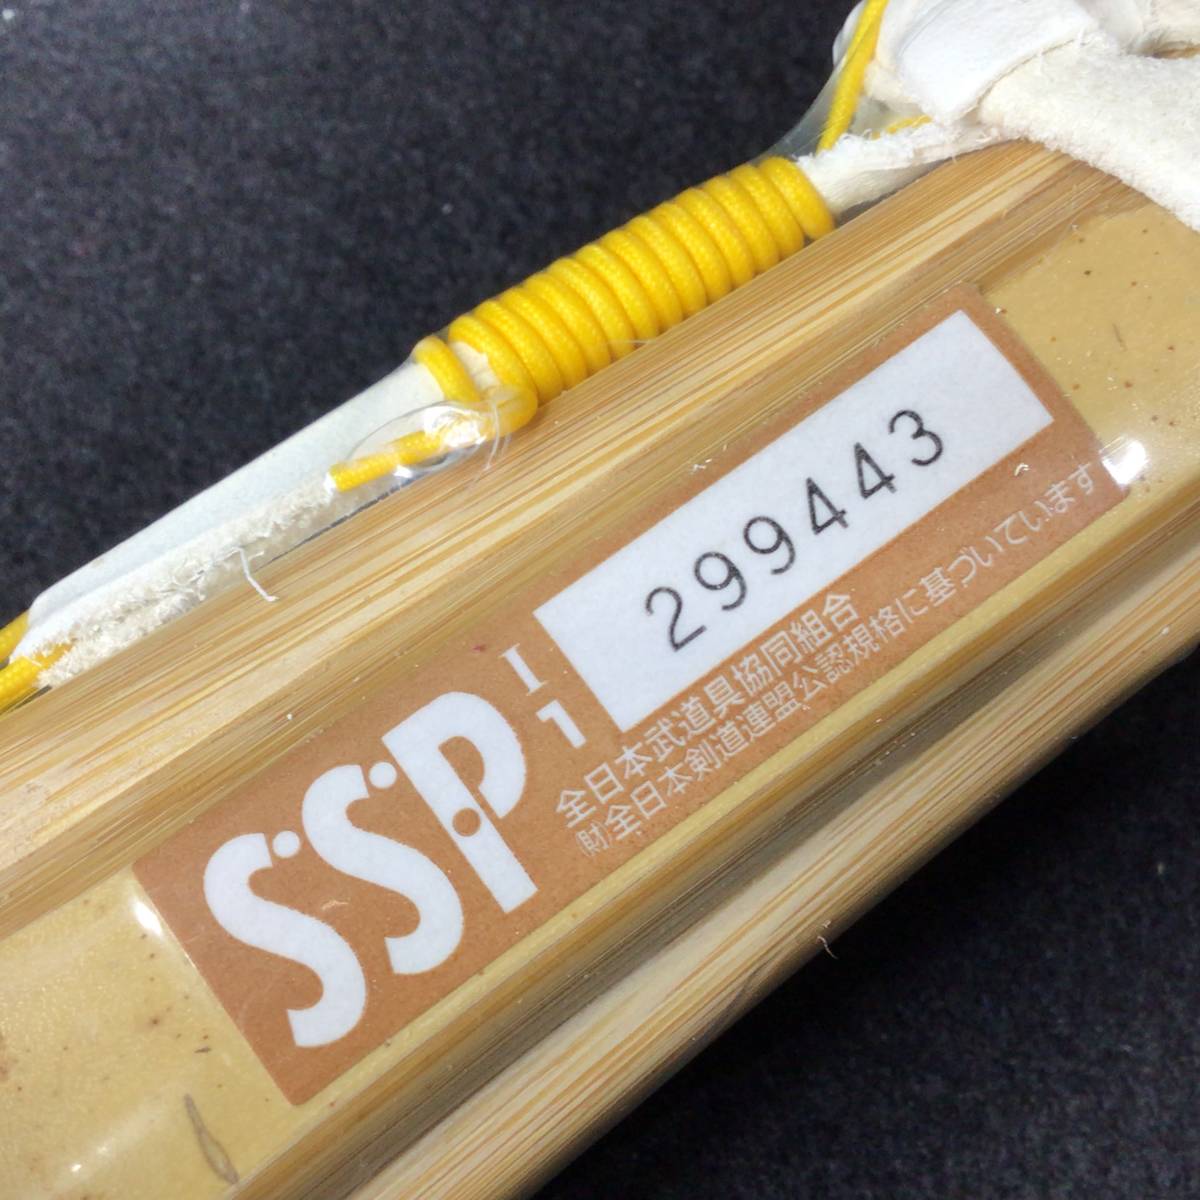 SSP
I
1
299443
全日本武道具協同組合
(財)全日本剣道連盟公認規格に基づいています